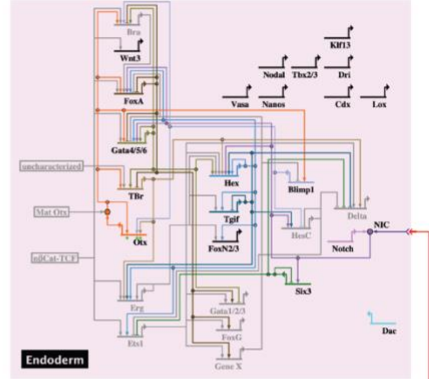 Bra
Klf13
Wnt3
Nodal
Tbx2/3
Dri
FoxA
Vasa
Nanos
Cdx
Lox
Gata4/5/6
uncharacterized
Hex
Blimp1
TBr
Delta
Mat Otx
Tgif
NIC
Otx
FoxN2/3
HesC
Notch
nβCat-TCF
Six3
Erg
Gata1/2/3
Dac
FoxG
Ets1
Endoderm
Gene X